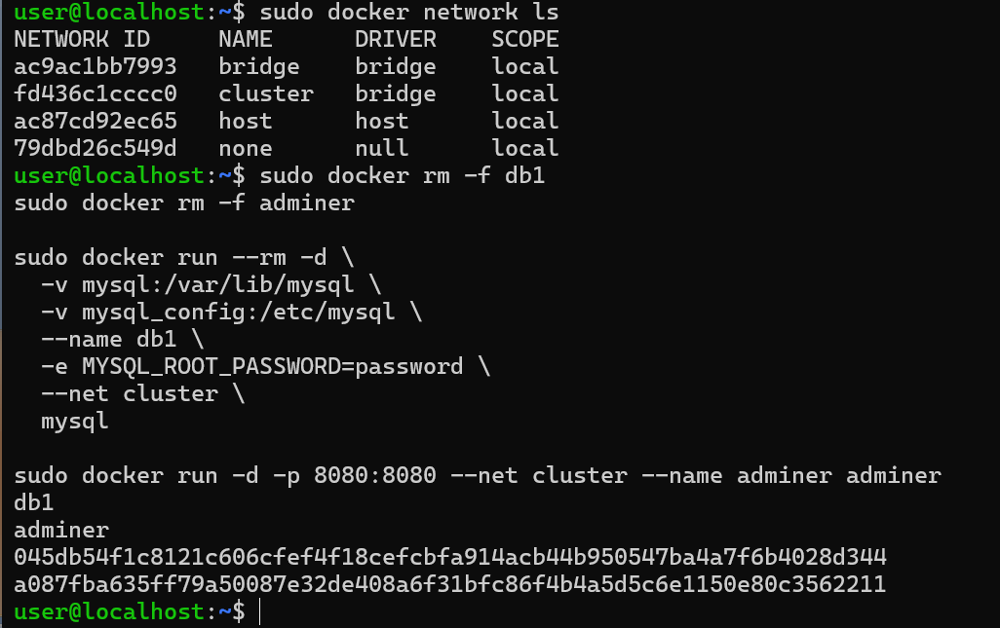 user@localhost:~$ sudo docker network ls
NETWORK ID     NAME      DRIVER    SCOPE
ac9ac1bb7993   bridge    bridge    local
fd436c1cccc0   cluster   bridge    local
ac87cd92ec65   host      host      local
79dbd26c549d   none      null      local
user@localhost:~$ sudo docker rm -f db1
sudo docker rm -f adminer

sudo docker run --rm -d \
  -v mysql:/var/lib/mysql \
  -v mysql_config:/etc/mysql \
  --name db1 \
  -e MYSQL_ROOT_PASSWORD=password \
  --net cluster \
  mysql

sudo docker run -d -p 8080:8080 --net cluster --name adminer adminer
db1
adminer
045db54f1c8121c606cfef4f18cefcbfa914acb44b950547ba4a7f6b4028d344
a087fba635ff79a50087e32de408a6f31bfc86f4b4a5d5c6e1150e80c3562211
user@localhost:~$